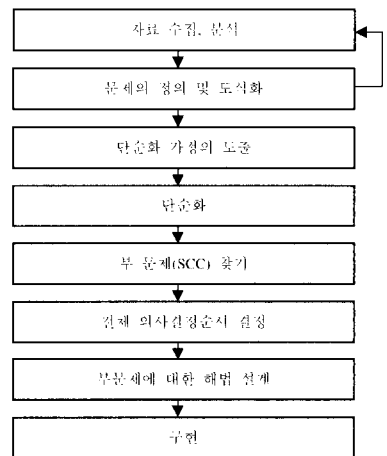 자료 수집, 분석
문제의 정의 및 도식화
단순화 가정의 도출
단순화
부 문제(SCC) 찾기
전체 의사결정순서 결정
부문제에 대한 해법 설계
구현